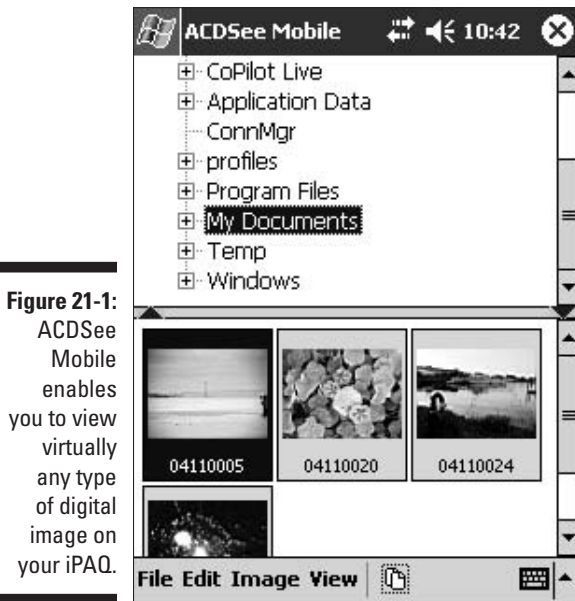 ACDSee Mobile 10:42
CoPilot Live
Application Data
ConnMgr
profiles
Program Files
My Documents
Temp
Windows
04110005 04110020 04110024
File Edit Image View
Figure 21-1:
ACDSee
Mobile
enables
you to view
virtually
any type
of digital
image on
your iPAQ.